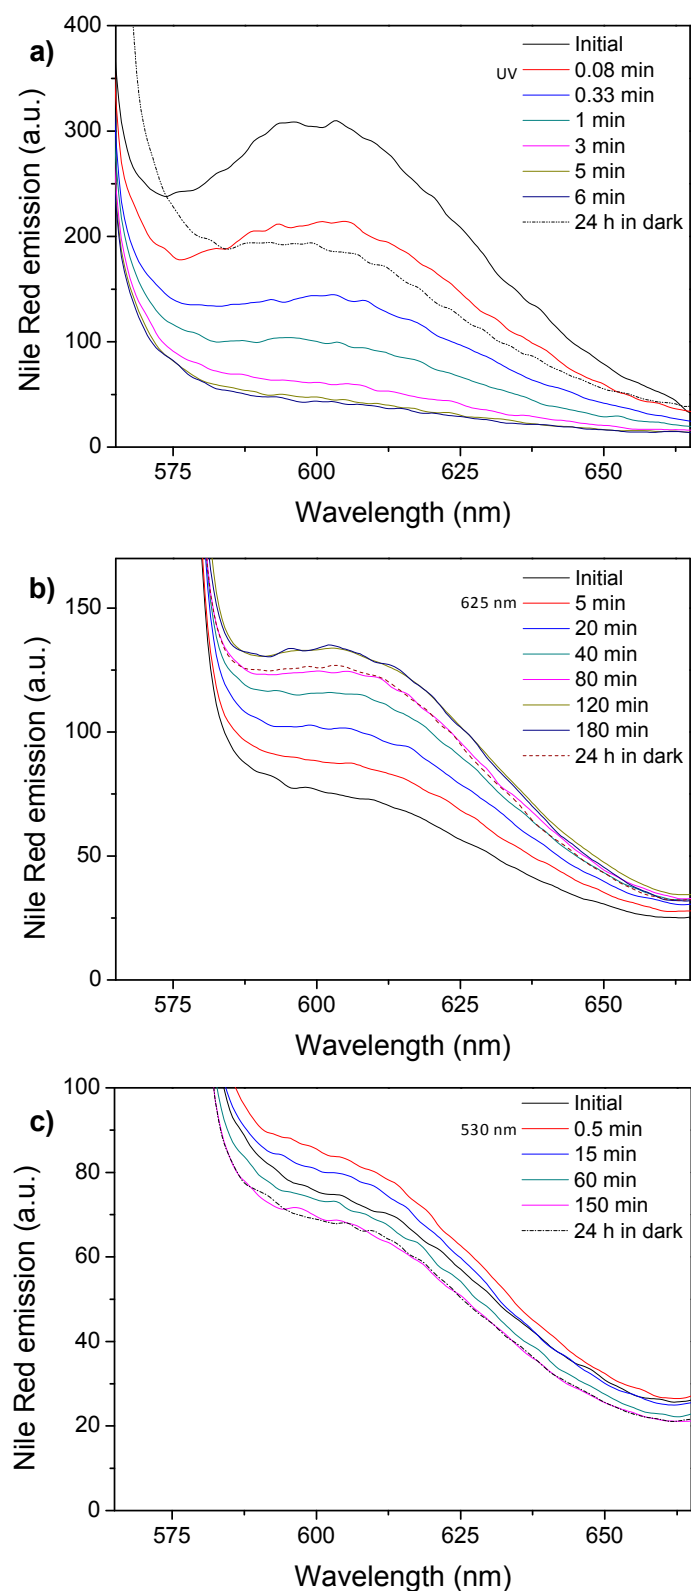 a)
400
300
200
100
0
Nile Red emission (a.u.)
UV
Initial
0.08 min
0.33 min
1 min
3 min
5 min
6 min
24 h in dark
575 600 625 650
Wavelength (nm)
b)
150
100
50
0
Nile Red emission (a.u.)
625 nm
Initial
5 min
20 min
40 min
80 min
120 min
180 min
24 h in dark
575 600 625 650
Wavelength (nm)
c)
100
80
60
40
20
0
Nile Red emission (a.u.)
530 nm
Initial
0.5 min
15 min
60 min
150 min
24 h in dark
575 600 625 650
Wavelength (nm)